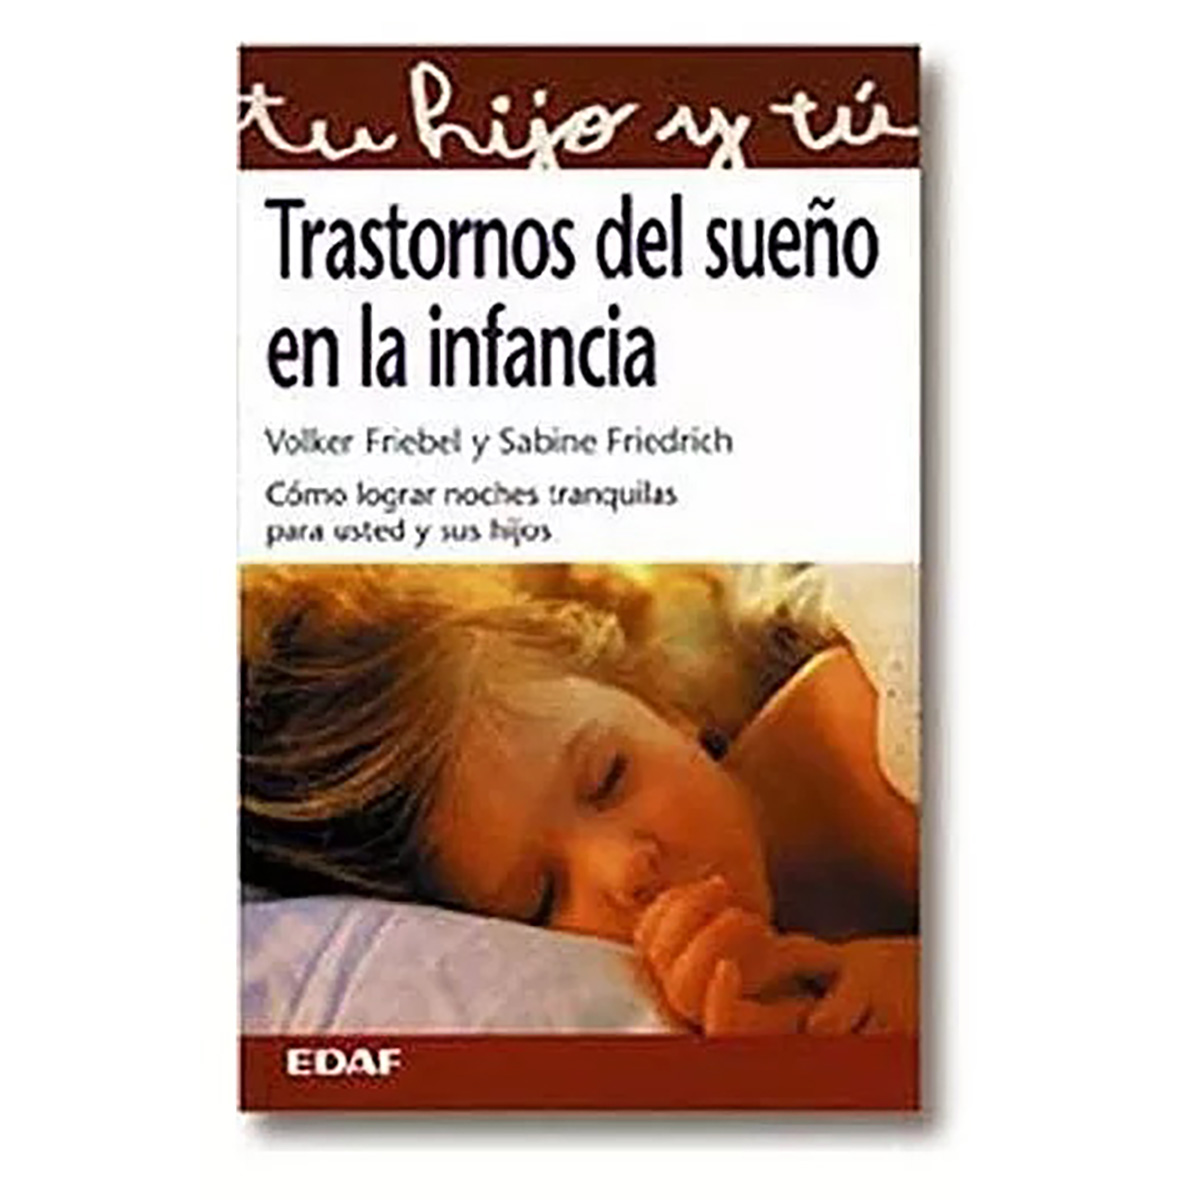 tu hijo y tú
Trastornos del sueño
en la infancia
Volker Friebel y Sabine Friedrich
Cómo lograr noches tranquilas
para usted y sus hijos
EDAF